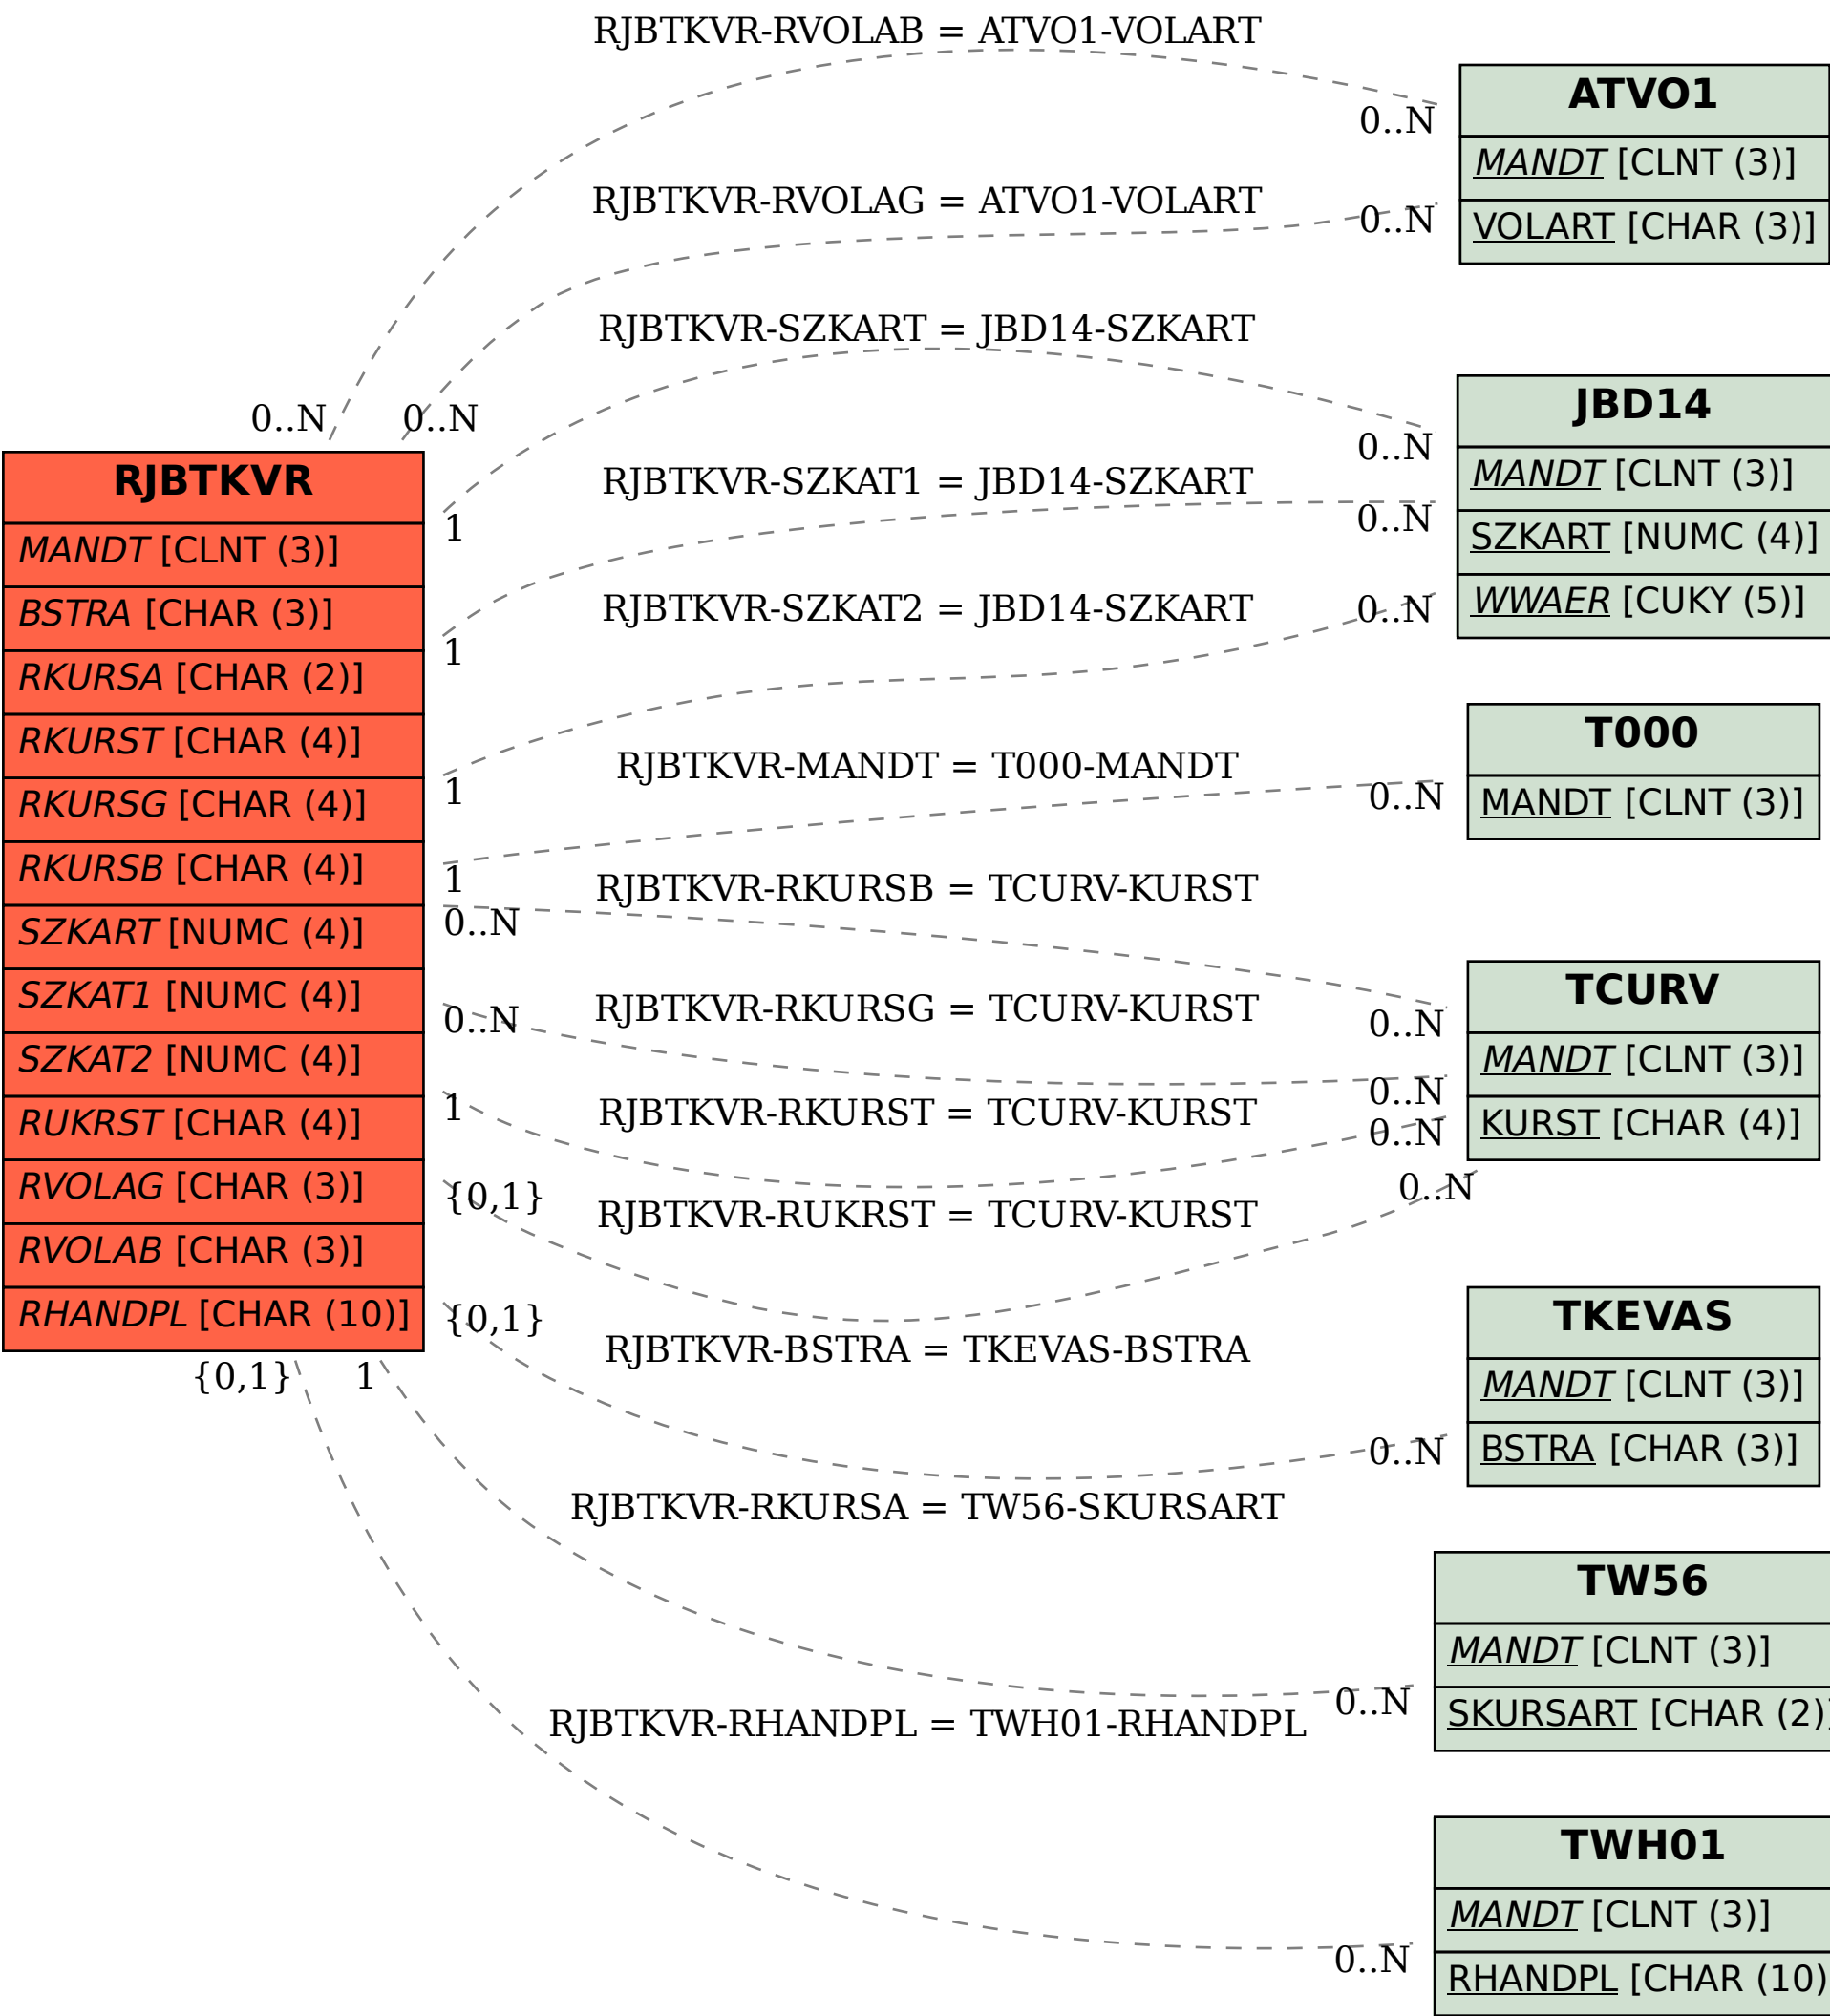 RJBTKVR-RVOLAB = ATVO1-VOLART
0..N
0..N
ATVO1
MANDT [CLNT (3)]
VOLART [CHAR (3)]
RJBTKVR-RVOLAG = ATVO1-VOLART
0..N
0..N
RJBTKVR-SZKART = JBD14-SZKART
1
0..N
JBD14
MANDT [CLNT (3)]
SZKART [NUMC (4)]
WWAER [CUKY (5)]
RJBTKVR-SZKAT1 = JBD14-SZKART
1
0..N
RJBTKVR-SZKAT2 = JBD14-SZKART
1
0..N
RJBTKVR
MANDT [CLNT (3)]
BSTRA [CHAR (3)]
RKURSA [CHAR (2)]
RKURST [CHAR (4)]
RKURSG [CHAR (4)]
RKURSB [CHAR (4)]
SZKART [NUMC (4)]
SZKAT1 [NUMC (4)]
SZKAT2 [NUMC (4)]
RUKRST [CHAR (4)]
RVOLAG [CHAR (3)]
RVOLAB [CHAR (3)]
RHANDPL [CHAR (10)]
RJBTKVR-MANDT = T000-MANDT
1
0..N
T000
MANDT [CLNT (3)]
RJBTKVR-RKURSB = TCURV-KURST
0..N
0..N
TCURV
MANDT [CLNT (3)]
KURST [CHAR (4)]
RJBTKVR-RKURSG = TCURV-KURST
0..N
0..N
RJBTKVR-RKURST = TCURV-KURST
1
0..N
RJBTKVR-RUKRST = TCURV-KURST
{0,1}
0..N
RJBTKVR-BSTRA = TKEVAS-BSTRA
{0,1}
0..N
TKEVAS
MANDT [CLNT (3)]
BSTRA [CHAR (3)]
RJBTKVR-RKURSA = TW56-SKURSART
1
0..N
TW56
MANDT [CLNT (3)]
SKURSART [CHAR (2)]
RJBTKVR-RHANDPL = TWH01-RHANDPL
{0,1}
0..N
TWH01
MANDT [CLNT (3)]
RHANDPL [CHAR (10)